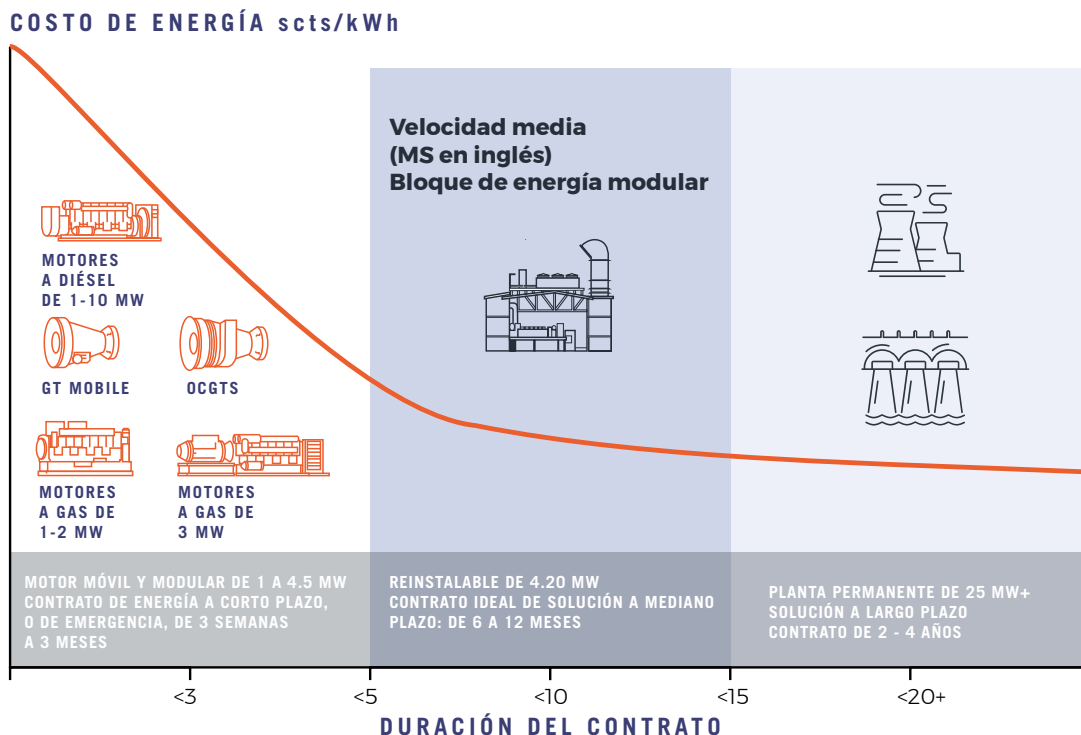 COSTO DE ENERGÍA scts/kWh
Velocidad media
(MS en inglés)
Bloque de energía modular
MOTORES
A DIÉSEL
DE 1-10 MW
GT MOBILE
OCGTS
MOTORES
A GAS DE
1-2 MW
MOTORES
A GAS DE
3 MW
MOTOR MÓVIL Y MODULAR DE 1 A 4.5 MW
CONTRATO DE ENERGÍA A CORTO PLAZO,
O DE EMERGENCIA, DE 3 SEMANAS
A 3 MESES
REINSTALABLE DE 4.20 MW
CONTRATO IDEAL DE SOLUCIÓN A MEDIANO
PLAZO: DE 6 A 12 MESES
PLANTA PERMANENTE DE 25 MW+
SOLUCIÓN A LARGO PLAZO
CONTRATO DE 2 - 4 AÑOS
<3 <5 <10 <15 <20+
DURACIÓN DEL CONTRATO